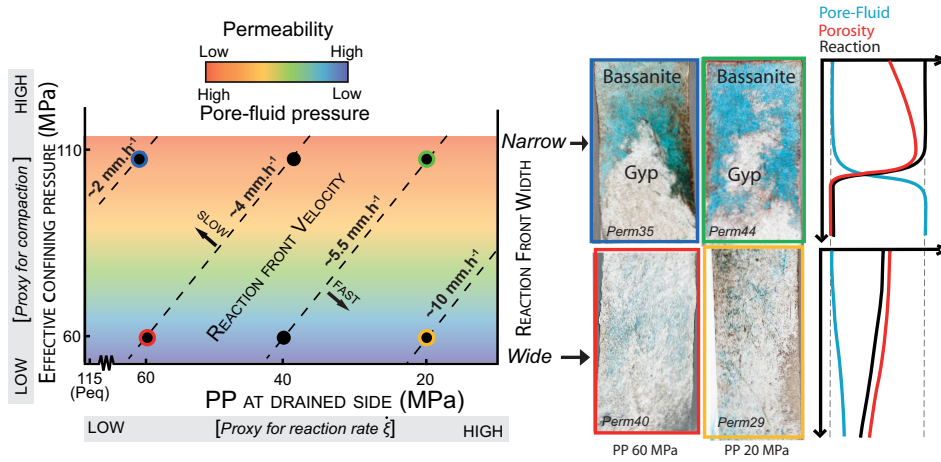 Permeability
Low High
High Low
Pore-fluid pressure
EFFECTIVE CONFINING PRESSURE (MPa)
[Proxy for compaction]
HIGH
LOW
110
60
~2 mm.h⁻¹
~4 mm.h⁻¹
~5.5 mm.h⁻¹
~10 mm.h⁻¹
SLOW
FAST
REACTION FRONT VELOCITY
115 60 40 20
(Peq)
PP AT DRAINED SIDE (MPa)
LOW [Proxy for reaction rate ξ̇] HIGH
REACTION FRONT WIDTH
Narrow
Wide
Bassanite
Gyp
Perm35
Bassanite
Gyp
Perm44
Perm40
Perm29
PP 60 MPa PP 20 MPa
Pore-Fluid
Porosity
Reaction